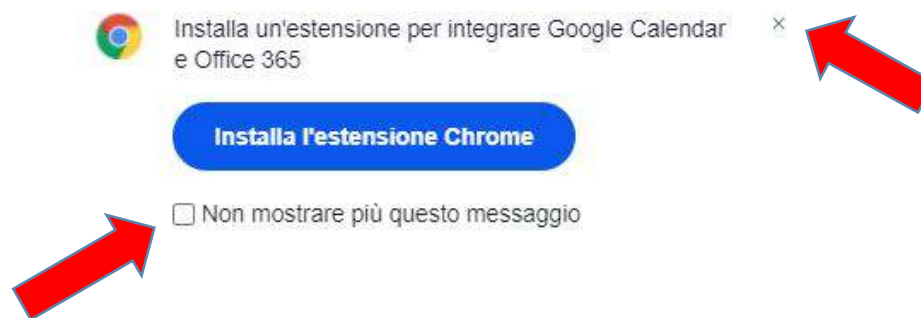 Installa un'estensione per integrare Google Calendar
e Office 365
Installa l'estensione Chrome
Non mostrare più questo messaggio